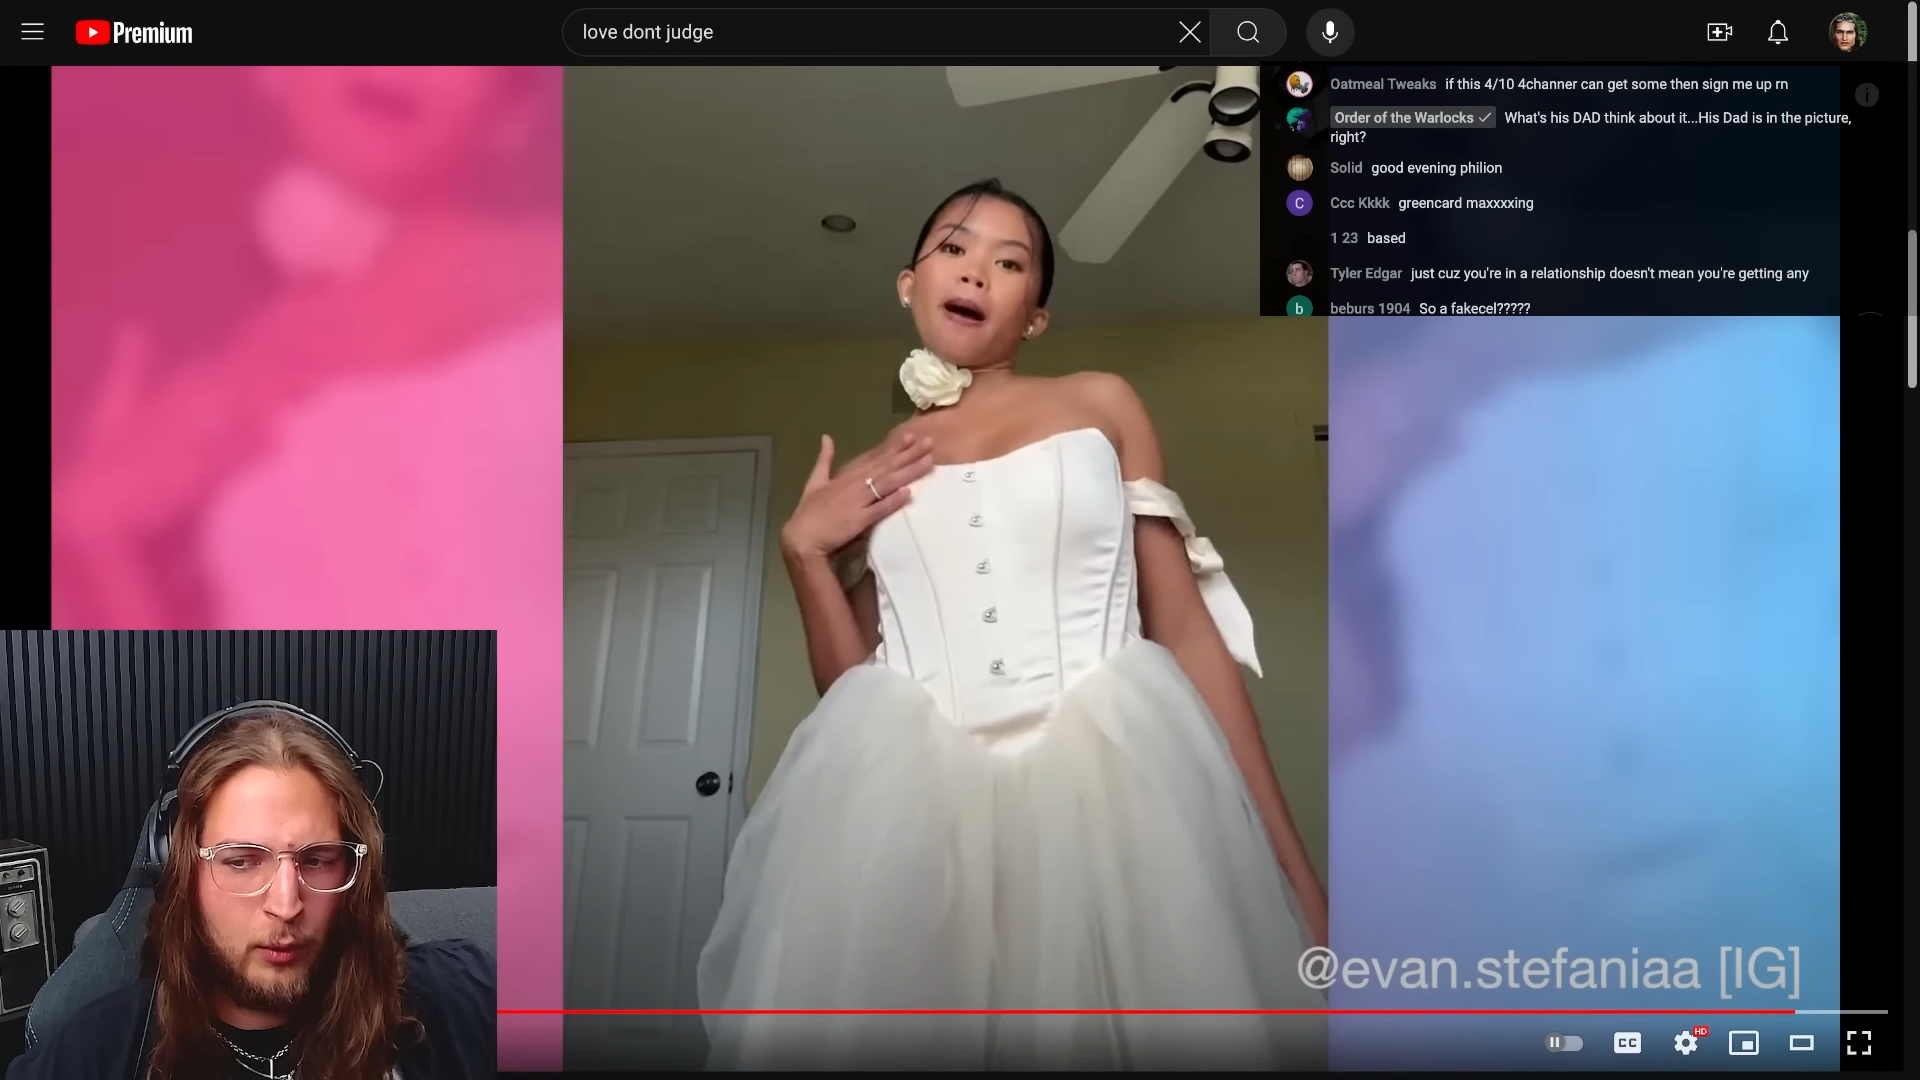 Premium
love dont judge
Oatmeal Tweaks if this 4/10 4channer can get some then sign me up rn
Order of the Warlocks What's his DAD think about it...His Dad is in the picture,
right?
Solid good evening philion
C Ccc Kkkk greencard maxxxxing
1 23 based
Tyler Edgar just cuz you're in a relationship doesn't mean you're getting any
b beburs 1904 So a fakecel?????
@evan.stefaniaa [IG]
HD
CC